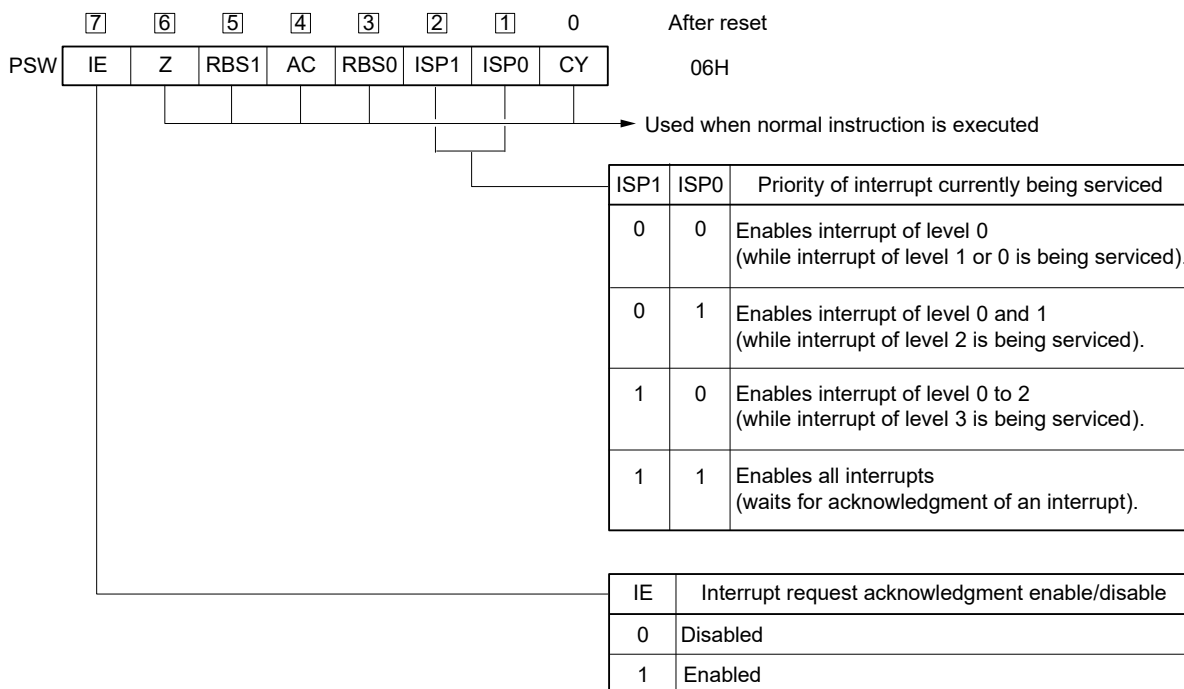 7 6 5 4 3 2 1 0 After reset
PSW IE Z RBS1 AC RBS0 ISP1 ISP0 CY 06H
Used when normal instruction is executed
ISP1 ISP0 Priority of interrupt currently being serviced
0 0 Enables interrupt of level 0
(while interrupt of level 1 or 0 is being serviced).
0 1 Enables interrupt of level 0 and 1
(while interrupt of level 2 is being serviced).
1 0 Enables interrupt of level 0 to 2
(while interrupt of level 3 is being serviced).
1 1 Enables all interrupts
(waits for acknowledgment of an interrupt).
IE Interrupt request acknowledgment enable/disable
0 Disabled
1 Enabled